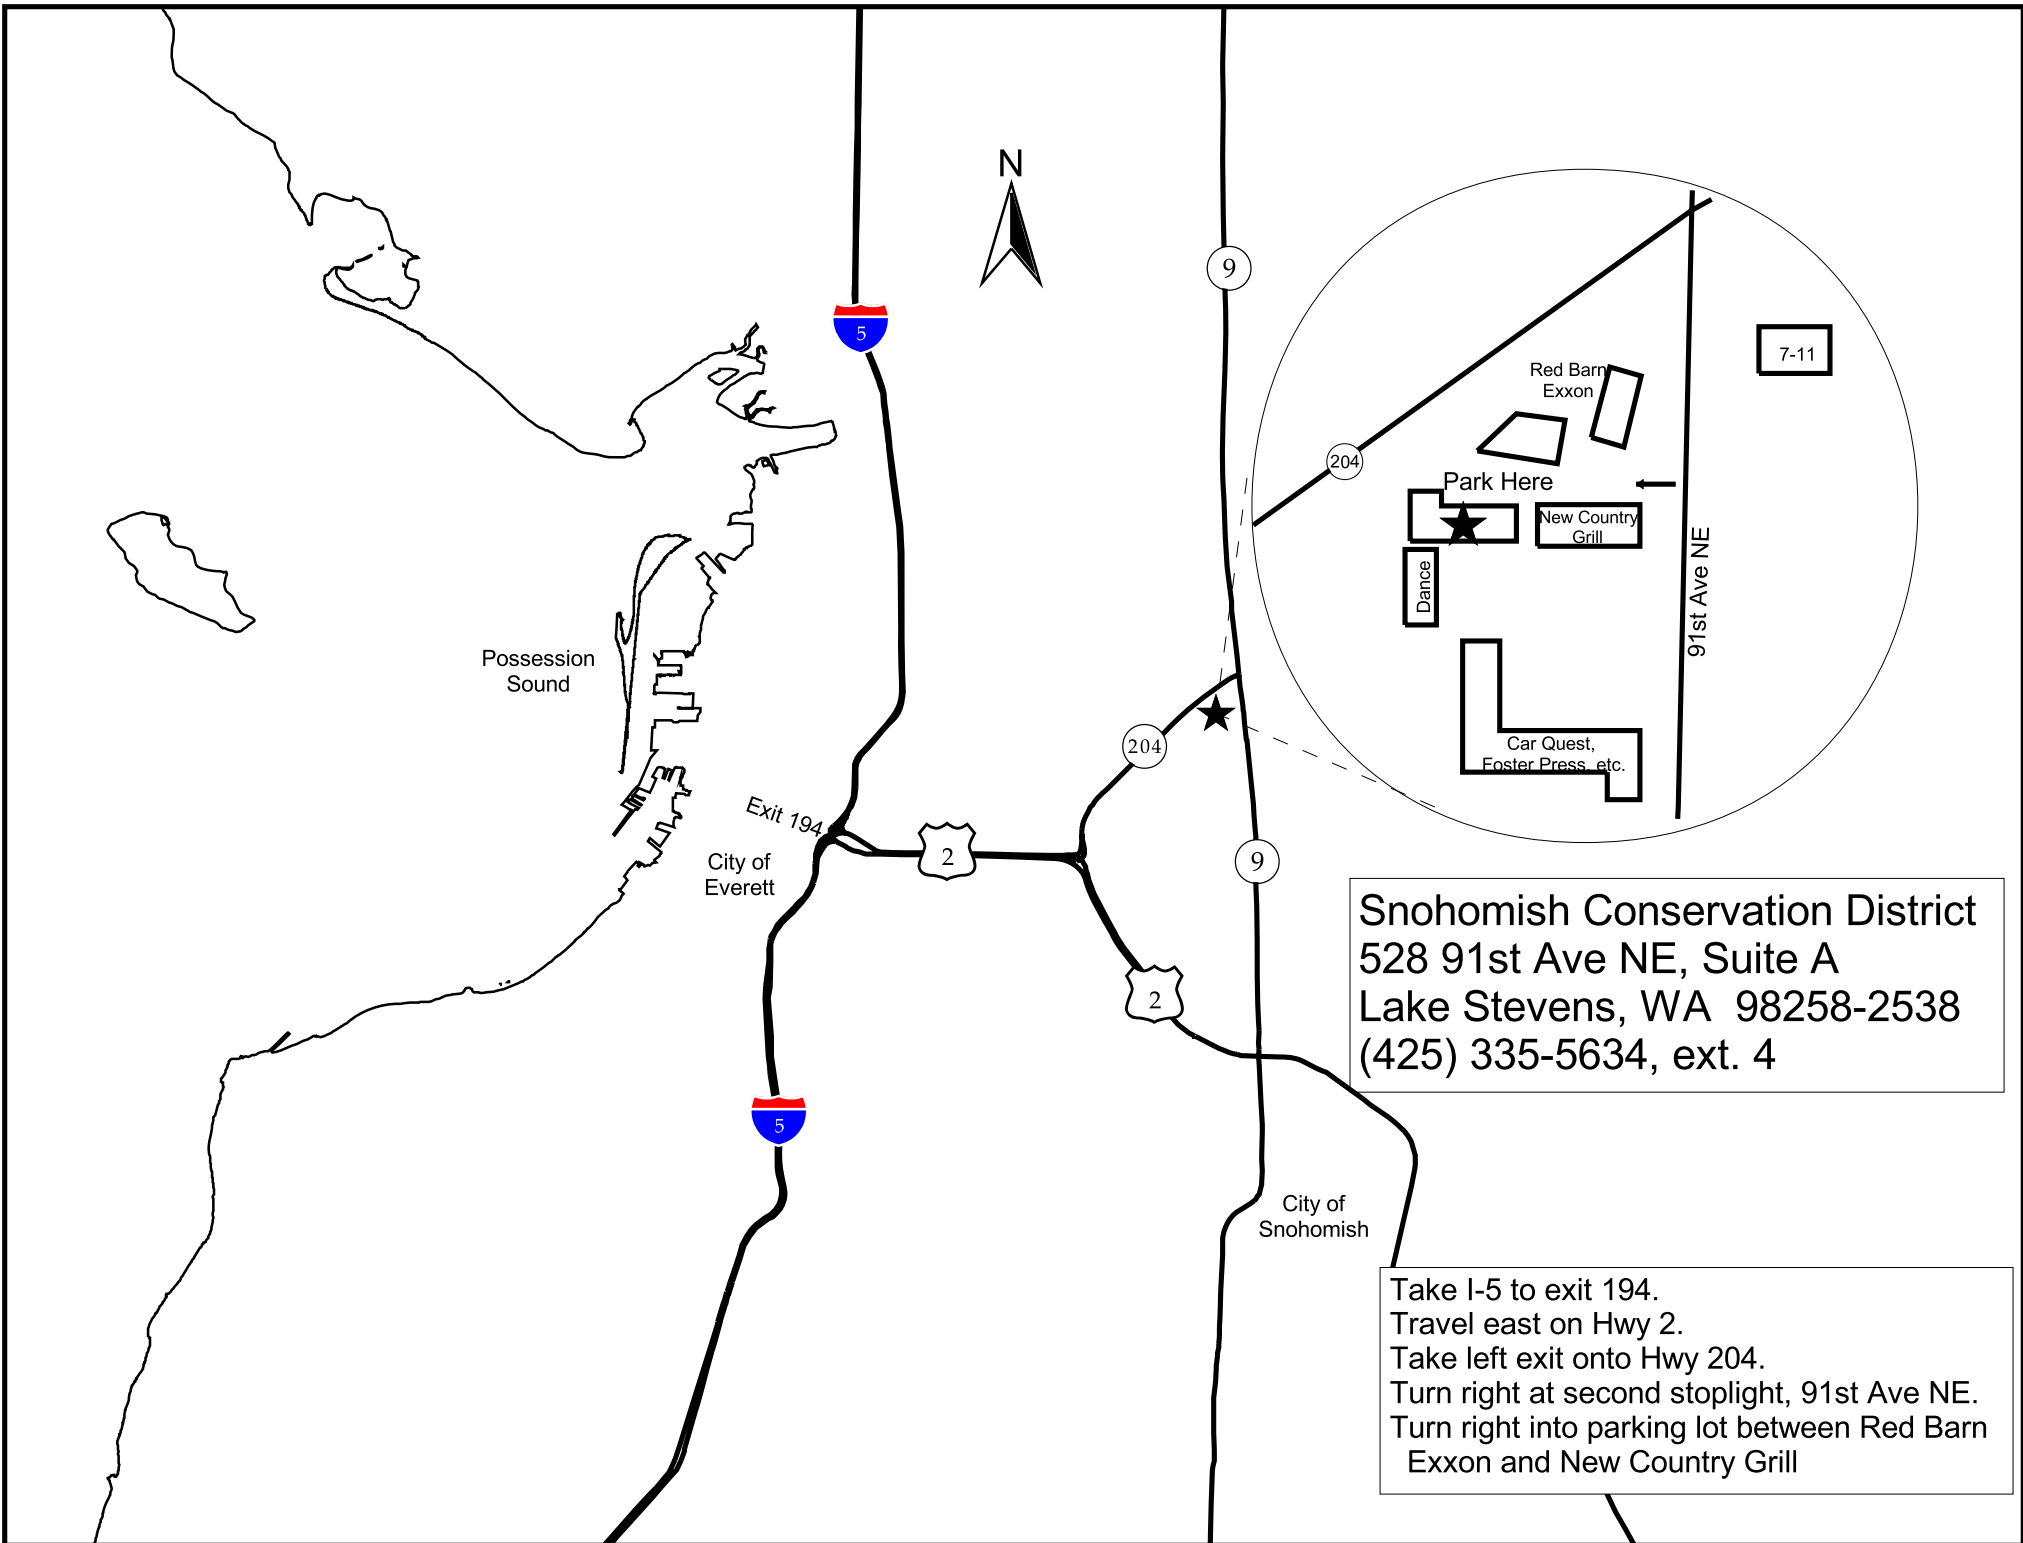 N
9
5
7-11
Red Barn
Exxon
204
Park Here
New Country
Grill
Dance
91st Ave NE
Possession
Sound
204
Car Quest,
Foster Press, etc.
Exit 194
2
City of
Everett
9
Snohomish Conservation District
528 91st Ave NE, Suite A
Lake Stevens, WA  98258-2538
(425) 335-5634, ext. 4
2
5
City of
Snohomish
Take I-5 to exit 194.
Travel east on Hwy 2.
Take left exit onto Hwy 204.
Turn right at second stoplight, 91st Ave NE.
Turn right into parking lot between Red Barn
Exxon and New Country Grill